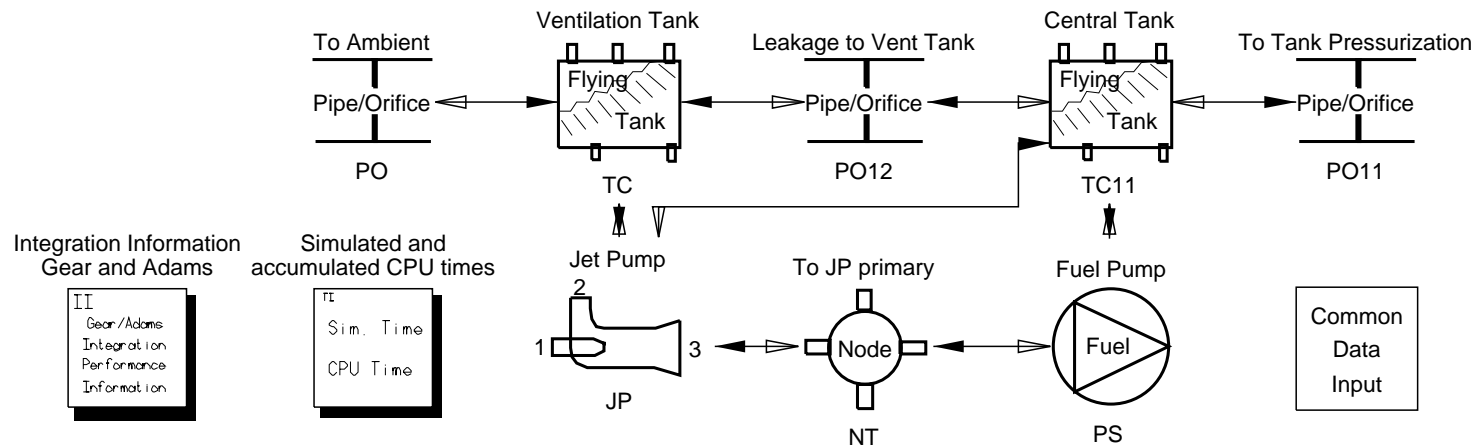 Ventilation Tank
Central Tank
To Ambient
Leakage to Vent Tank
To Tank Pressurization
Flying
Flying
Pipe/Orifice
Pipe/Orifice
Pipe/Orifice
Tank
Tank
PO
TC
PO12
TC11
PO11
Integration Information
Gear and Adams
Simulated and
accumulated CPU times
Jet Pump
To JP primary
Fuel Pump
II
Gear/Adams
Integration
Performance
Information
TI
Sim. Time
CPU Time
2
1
3
Node
Fuel
Common
Data
Input
JP
NT
PS